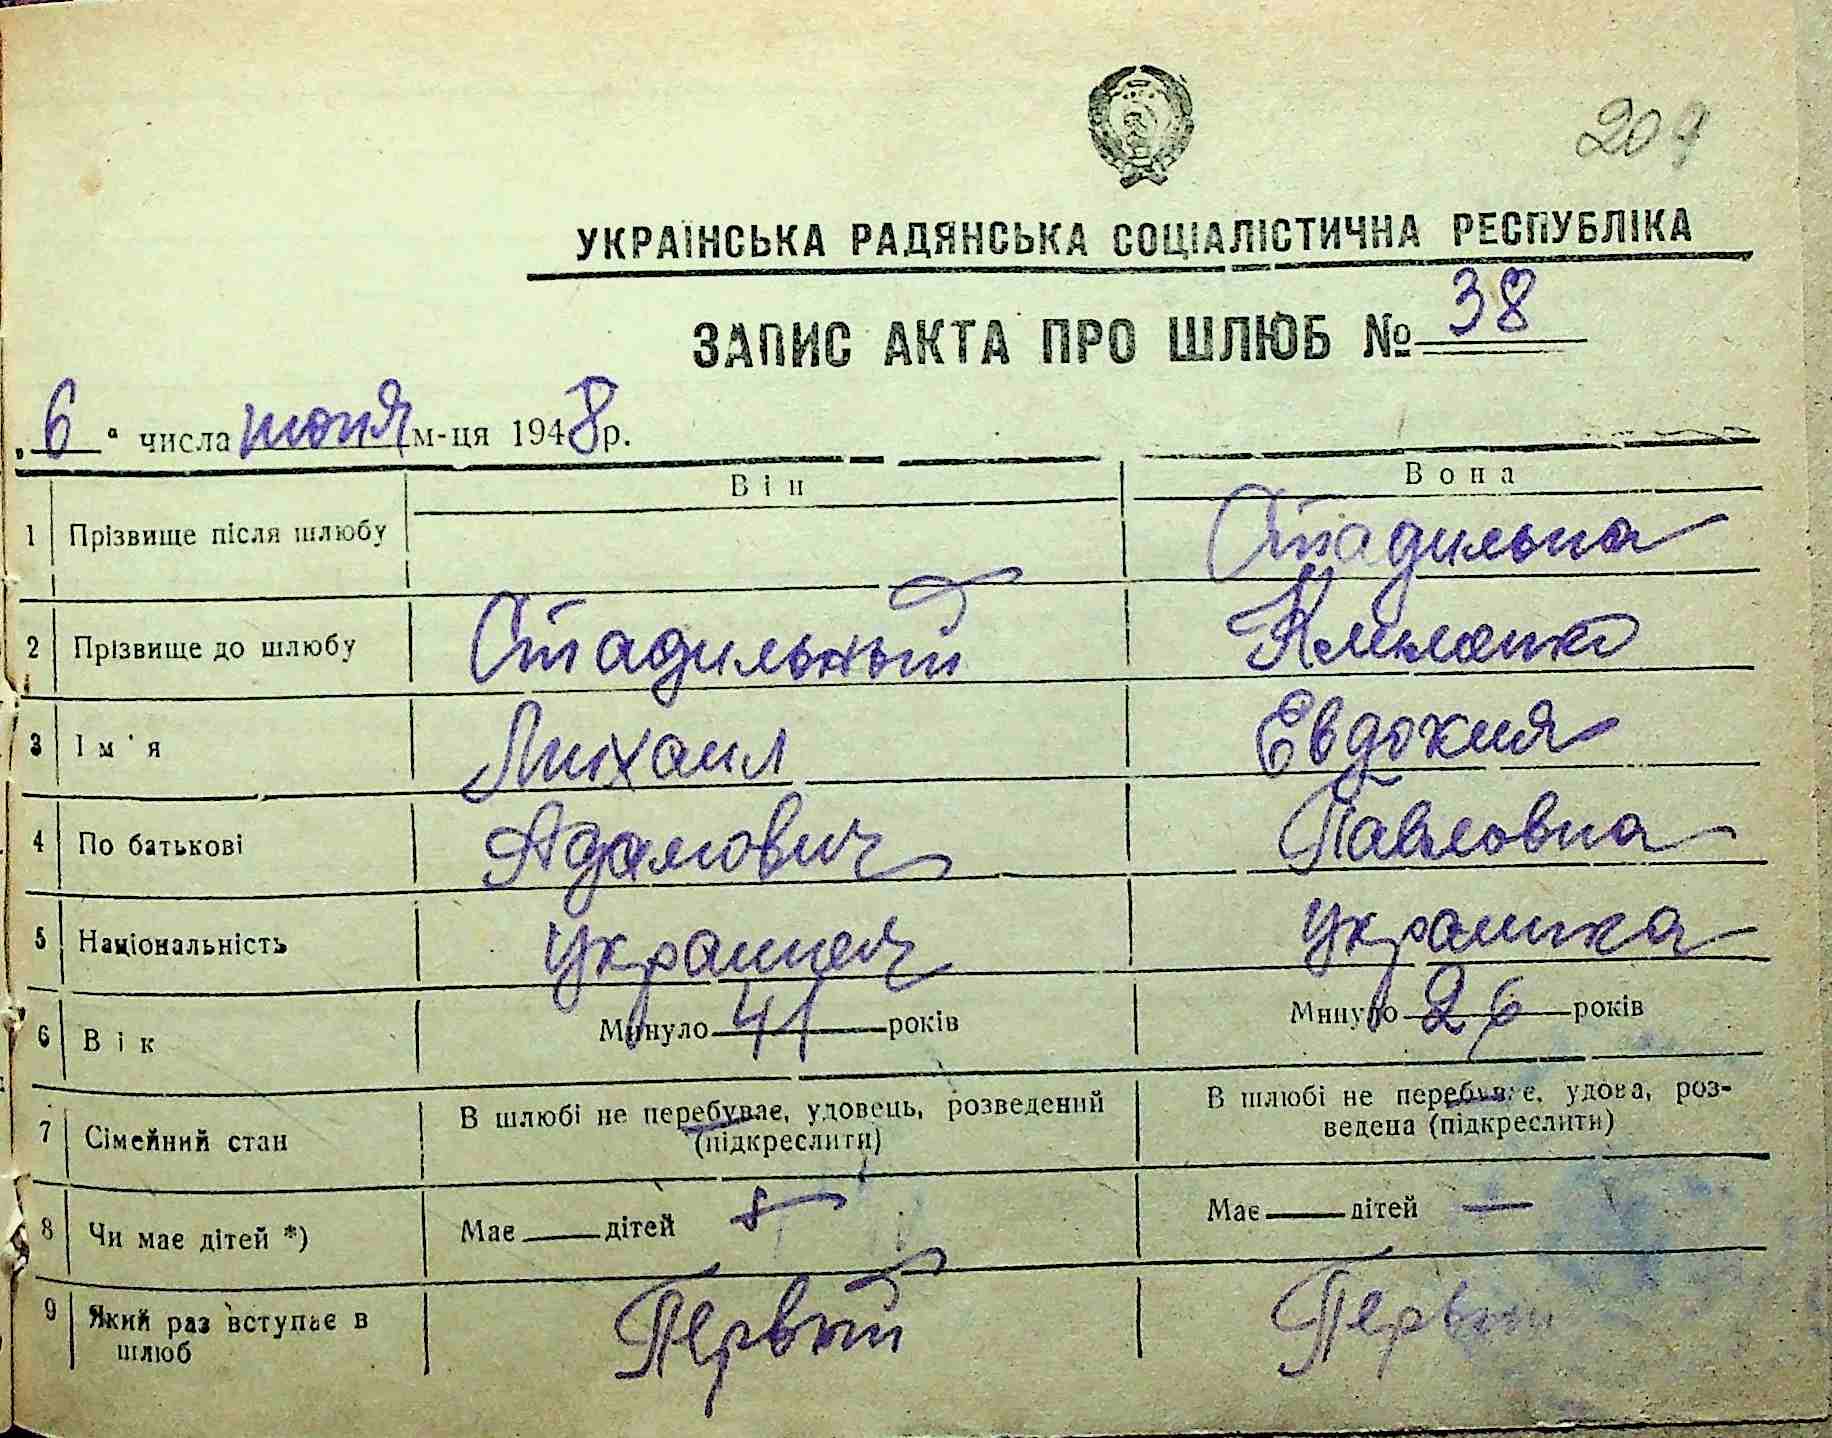 209
УКРАЇНСЬКА РАДЯНСЬКА СОЦІАЛІСТИЧНА РЕСПУБЛІКА
ЗАПИС АКТА ПРО ШЛЮБ № 38
„6“ числа июня м-ця 1948 р.
Він Вона
1 Прізвище після шлюбу Стадильна
2 Прізвище до шлюбу Стадильный
3 Ім'я Михаил Евдокия
4 По батькові Адамович Павловна
5 Національність украинец украинка
6 Вік Минуло 41 років Минуло 26 років
7 Сімейний стан В шлюбі не перебуває, удовець, розведений (підкреслити) В шлюбі не перебуває, удова, роз-
ведена (підкреслити)
8 Чи має дітей *) Має — дітей Має — дітей —
9 Який раз вступає в шлюб Первый Первый